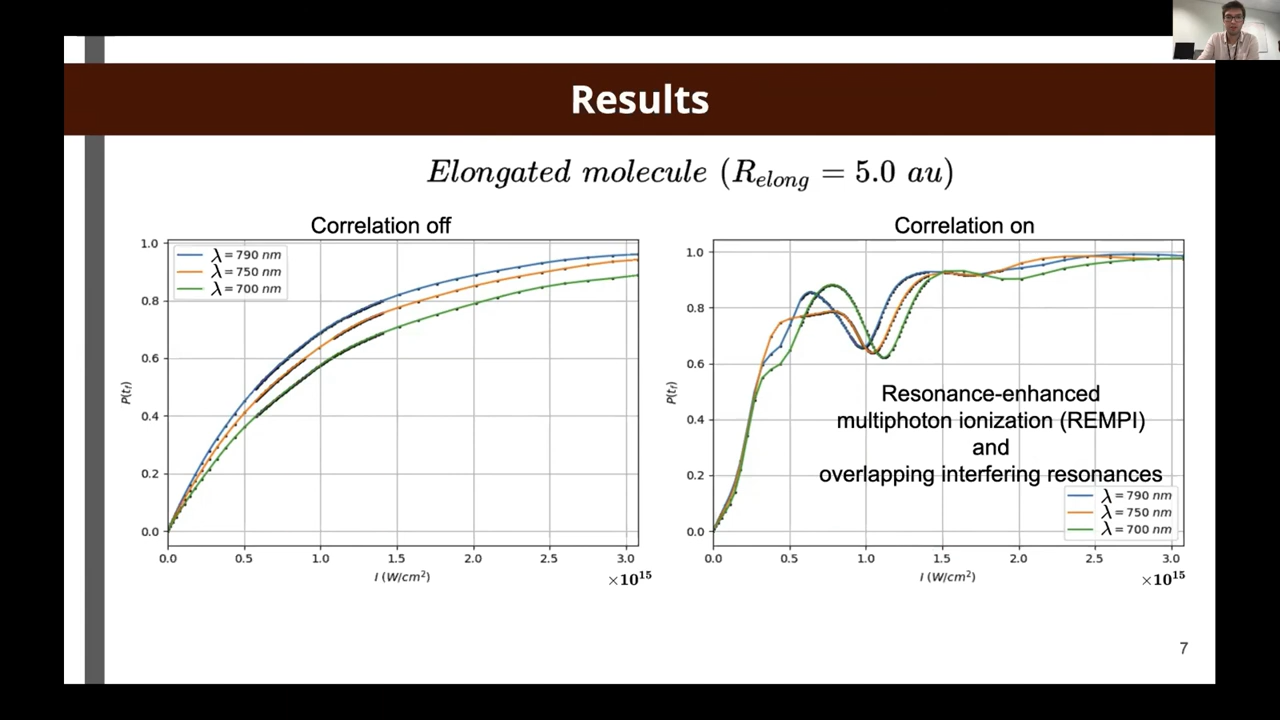 Results
Elongated molecule (R_elong = 5.0 au)
Correlation off
1.0
0.8
0.6
0.4
0.2
0.0
P(t_f)
λ = 790 nm
λ = 750 nm
λ = 700 nm
0.0 0.5 1.0 1.5 2.0 2.5 3.0
I (W/cm²)
×10¹⁵
Correlation on
1.0
0.8
0.6
0.4
0.2
0.0
P(t_f)
Resonance-enhanced
multiphoton ionization (REMPI)
and
overlapping interfering resonances
λ = 790 nm
λ = 750 nm
λ = 700 nm
0.0 0.5 1.0 1.5 2.0 2.5 3.0
I (W/cm²)
×10¹⁵
7